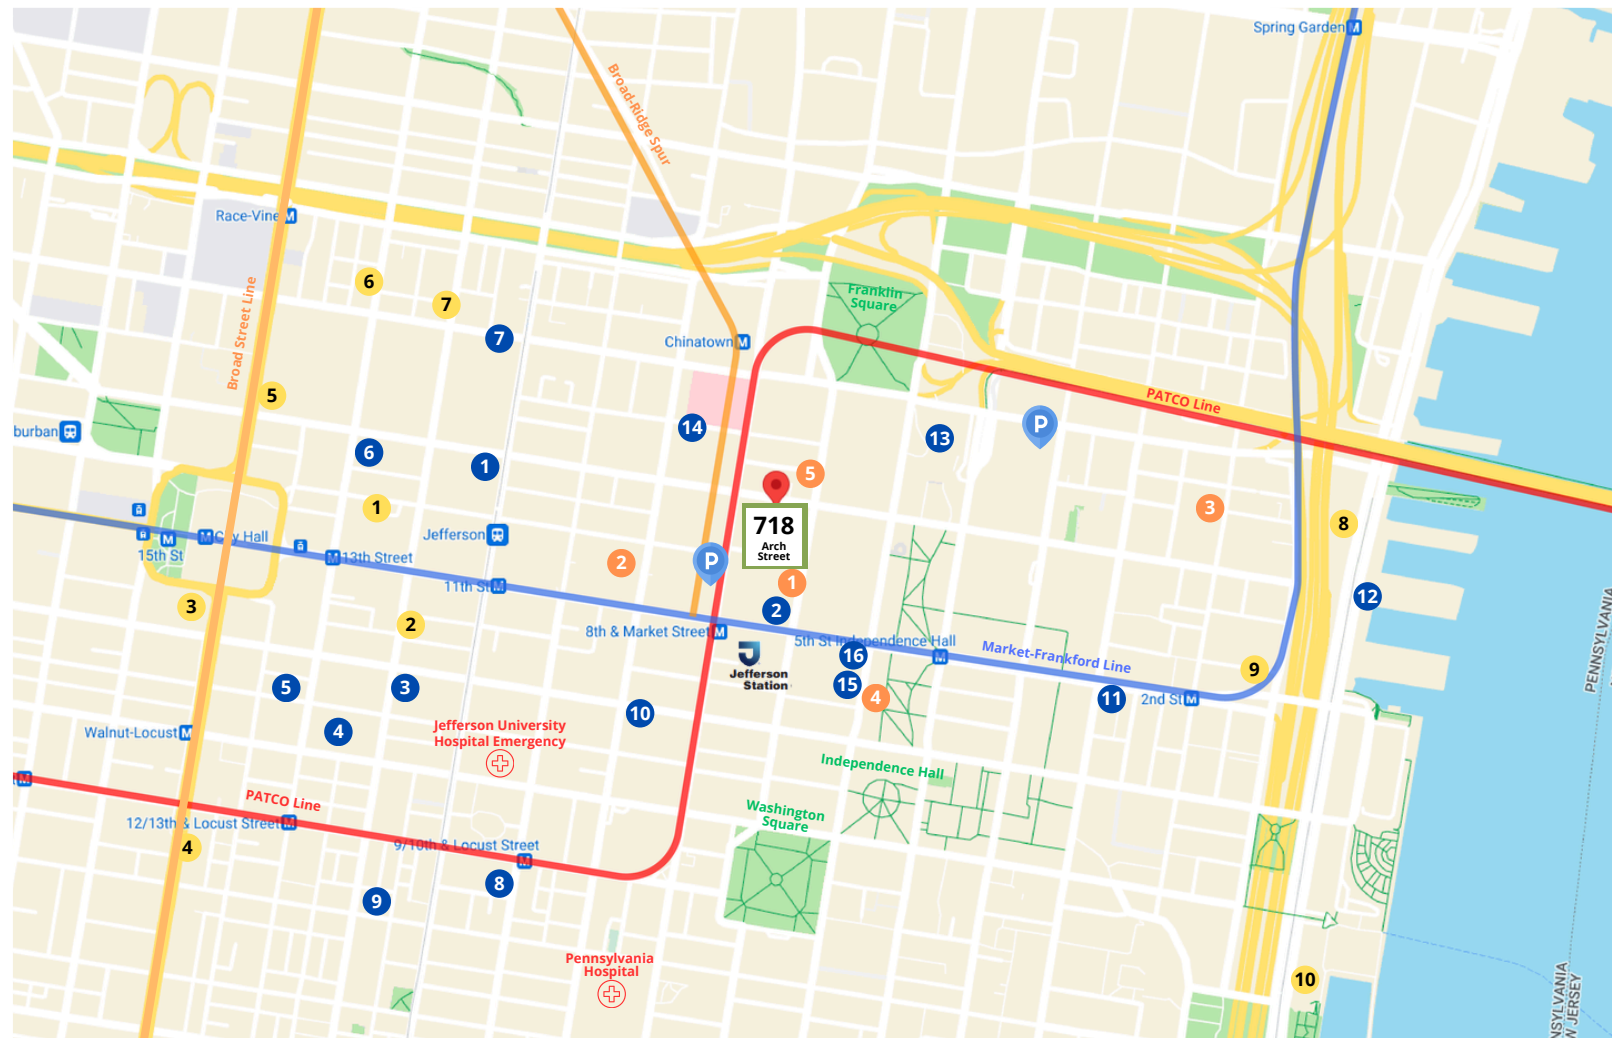 Spring Garden M
Broad-Ridge Spur
Race-Vine M
6
Franklin
Square
7
7
Chinatown M
Broad Street Line
5
PATCO Line
14
P
burban
6
13
1
5
1
3
718
Arch
Street
8
M City Hall
Jefferson
M
15th St
M 13th Street
2
P
11th St M
1
12
3
2
2
8th & Market Street M
5th St Independence Hall
M
16
Market-Frankford Line
Jefferson
Station
9
5
3
15
4
11
2nd St M
10
4
Walnut-Locust M
Jefferson University
Hospital Emergency
Independence Hall
M
PATCO Line
Washington
Square
12/13th & Locust Street M
4
9/10th & Locust Street
M
8
9
Pennsylvania
Hospital
10
PENNSYLVANIA
NSYLVANIA
W JERSEY